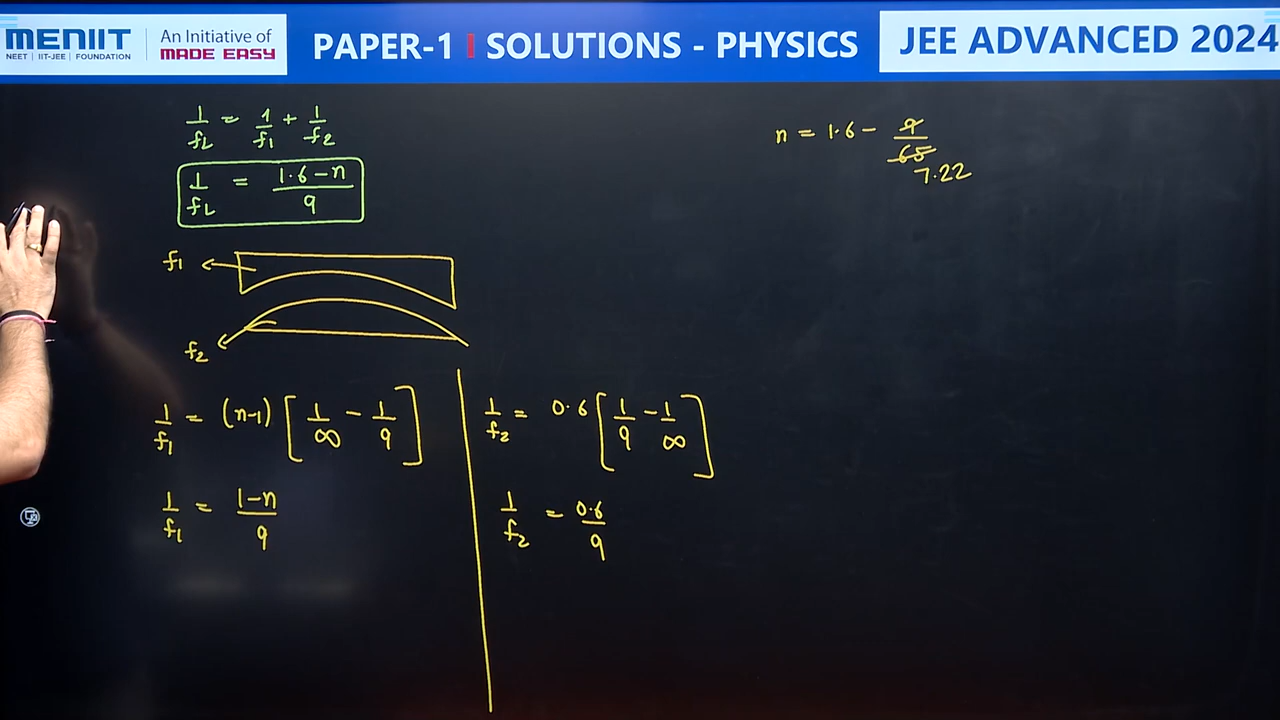 MENIIT
NEET | IIT-JEE | FOUNDATION
An Initiative of
MADE EASY
PAPER-1 | SOLUTIONS - PHYSICS
JEE ADVANCED 2024
1/f_L = 1/f₁ + 1/f₂
1/f_L = (1.6-n)/9
n = 1.6 - 9/65
7.22
f₁
f₂
1/f₁ = (n-1) [1/∞ - 1/9]
1/f₁ = (1-n)/9
1/f₂ = 0.6 [1/9 - 1/∞]
1/f₂ = 0.6/9